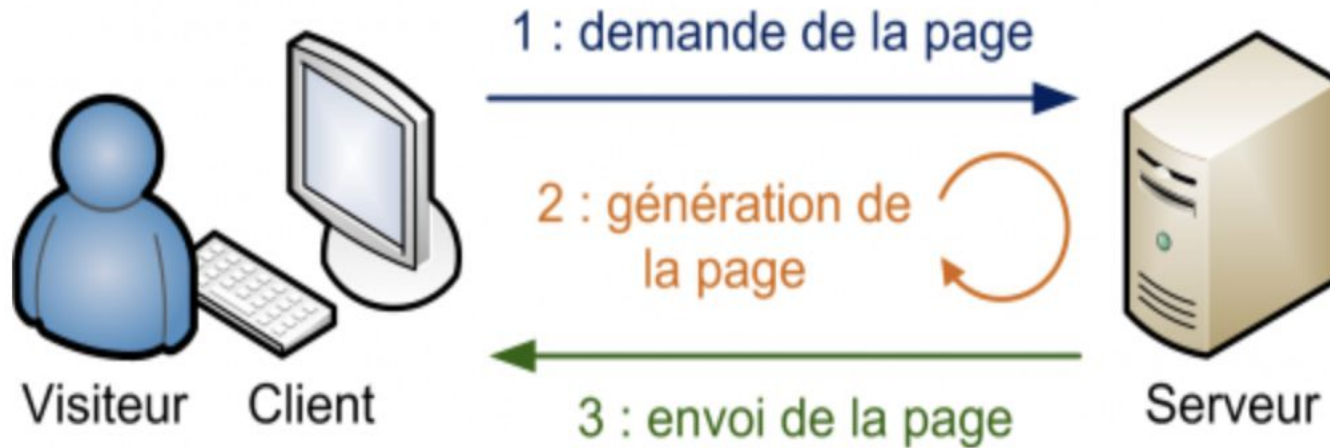 1 : demande de la page
2 : génération de
la page
3 : envoi de la page
Visiteur
Client
Serveur